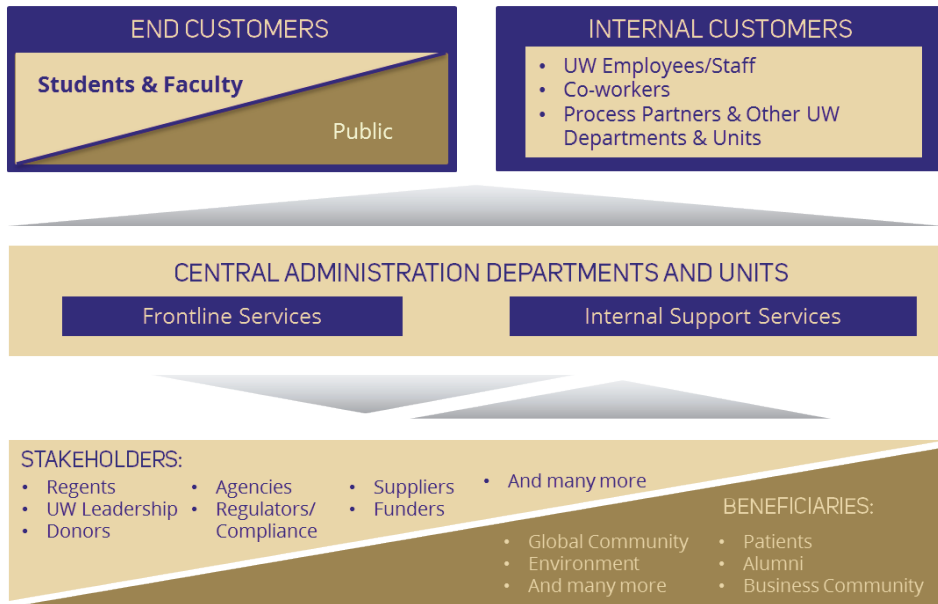 END CUSTOMERS
Students & Faculty
Public
INTERNAL CUSTOMERS
• UW Employees/Staff
• Co-workers
• Process Partners & Other UW
Departments & Units
CENTRAL ADMINISTRATION DEPARTMENTS AND UNITS
Frontline Services
Internal Support Services
STAKEHOLDERS:
• Regents
• UW Leadership
• Donors
• Agencies
• Regulators/
Compliance
• Suppliers
• Funders
• And many more
BENEFICIARIES:
• Global Community
• Environment
• And many more
• Patients
• Alumni
• Business Community